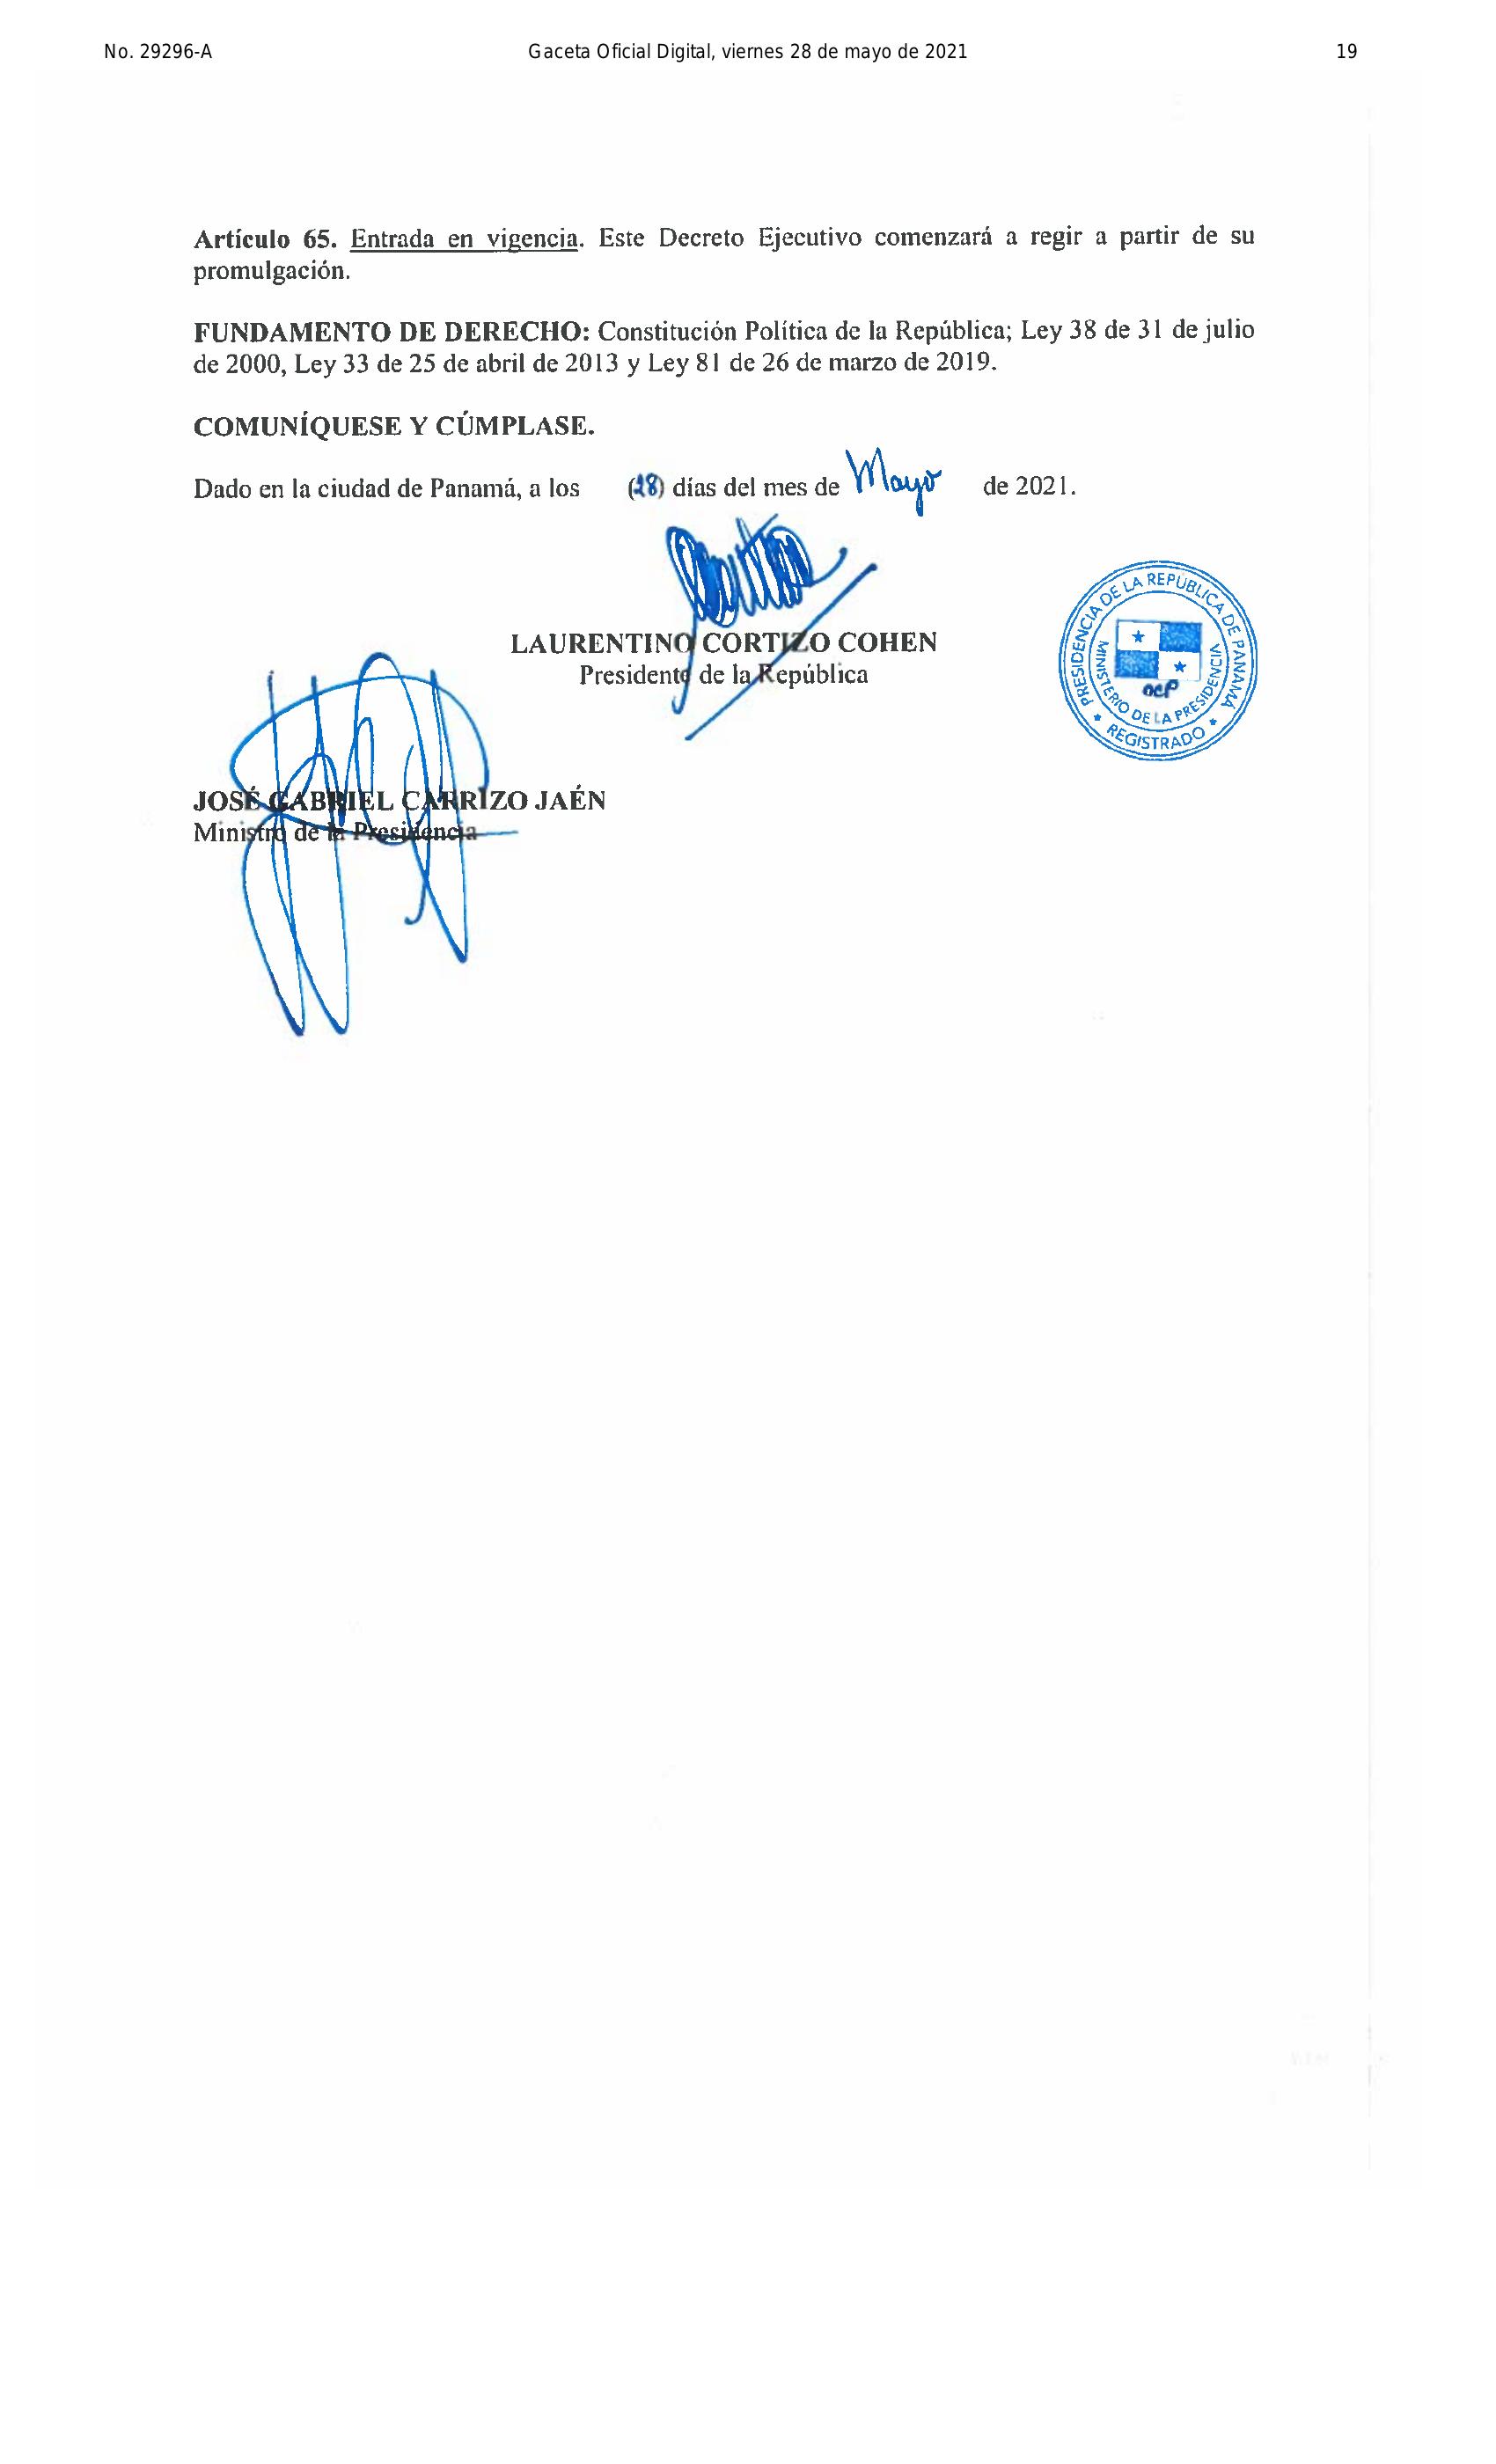 No. 29296-A Gaceta Oficial Digital, viernes 28 de mayo de 2021 19
Artículo 65. Entrada en vigencia. Este Decreto Ejecutivo comenzará a regir a partir de su
promulgación.
FUNDAMENTO DE DERECHO: Constitución Política de la República; Ley 38 de 31 de julio
de 2000, Ley 33 de 25 de abril de 2013 y Ley 81 de 26 de marzo de 2019.
COMUNÍQUESE Y CÚMPLASE.
Dado en la ciudad de Panamá, a los (28) días del mes de Mayo de 2021.
LAURENTINO CORTIZO COHEN
Presidente de la República
PRESIDENCIA DE LA REPÚBLICA DE PANAMÁ
MINISTERIO DE LA PRESIDENCIA
REGISTRADO
JOSÉ GABRIEL CARRIZO JAÉN
Ministro de la Presidencia